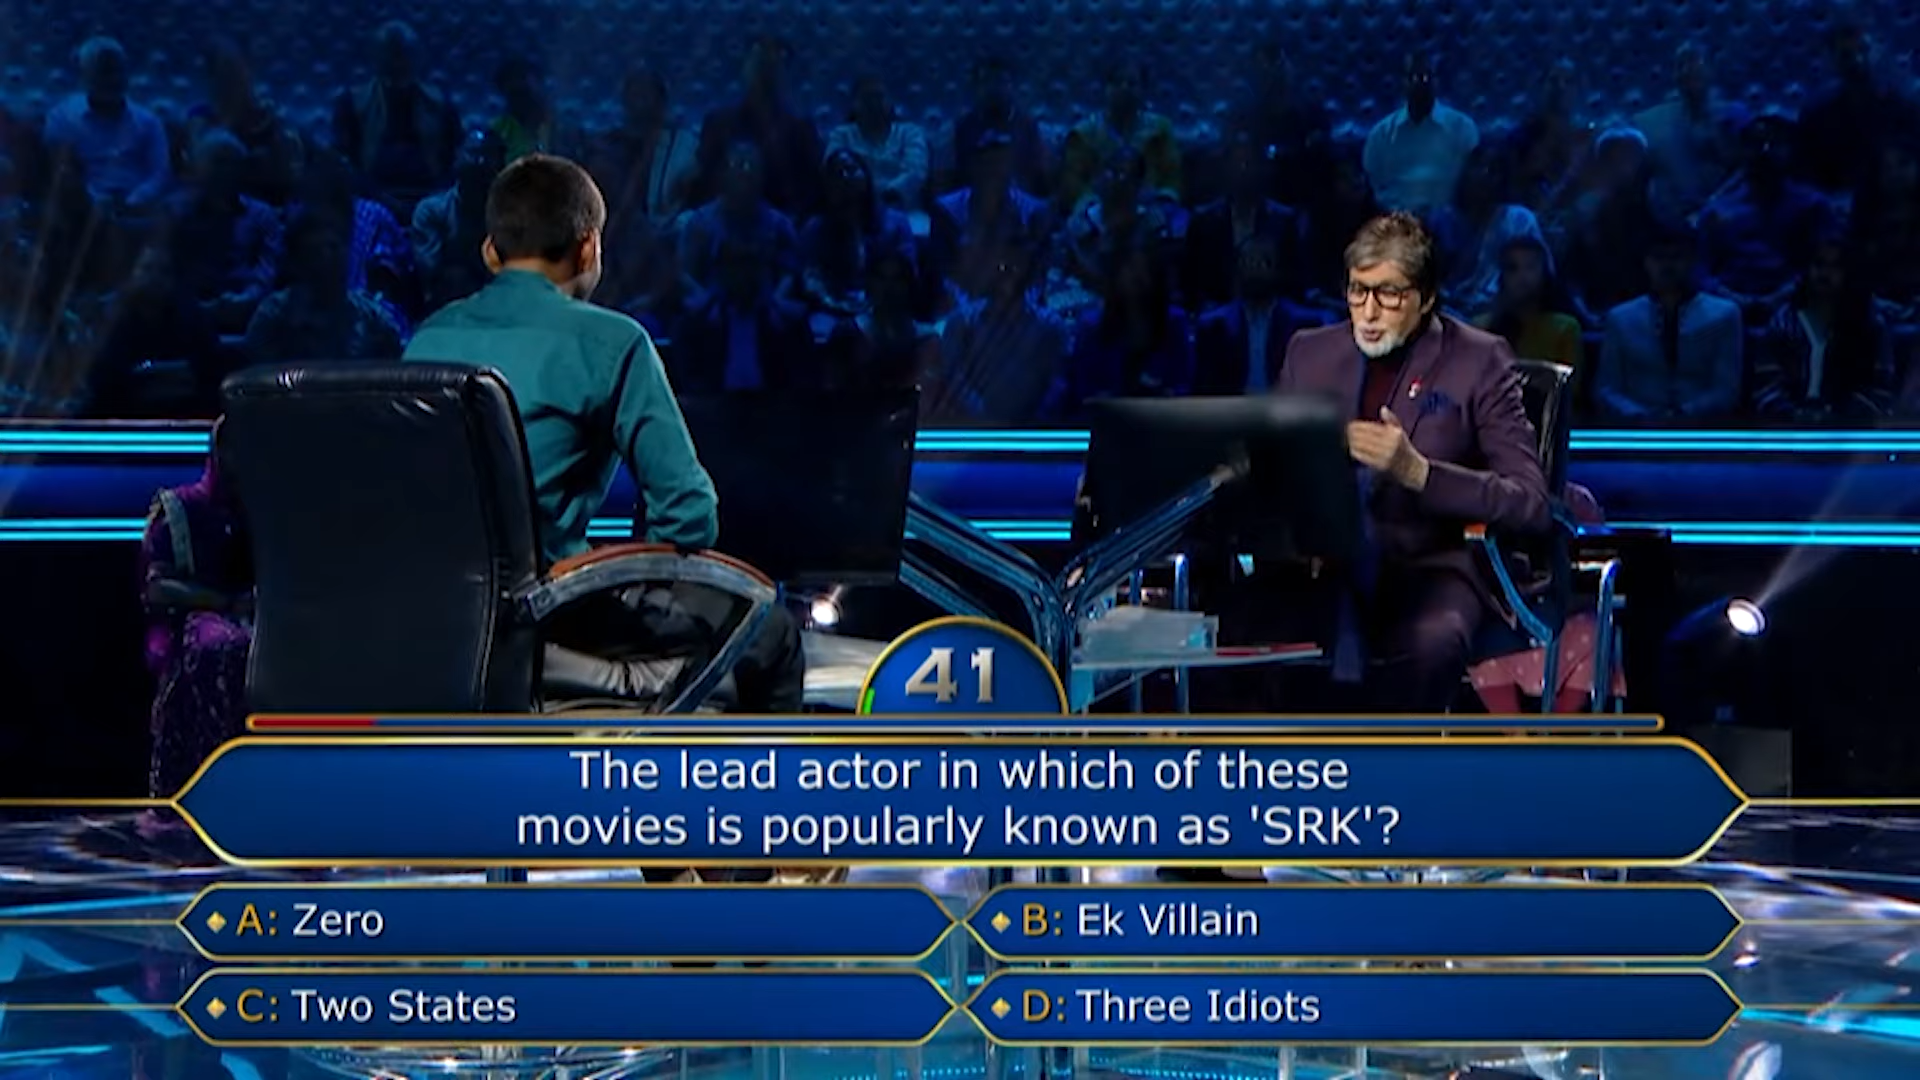 41
The lead actor in which of these
movies is popularly known as 'SRK'?
A: Zero
B: Ek Villain
C: Two States
D: Three Idiots